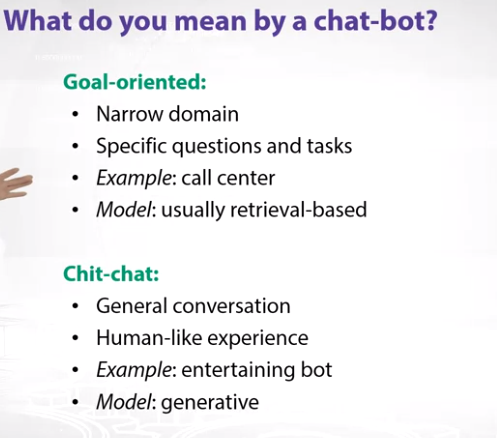 What do you mean by a chat-bot?
Goal-oriented:
• Narrow domain
• Specific questions and tasks
• Example: call center
• Model: usually retrieval-based
Chit-chat:
• General conversation
• Human-like experience
• Example: entertaining bot
• Model: generative